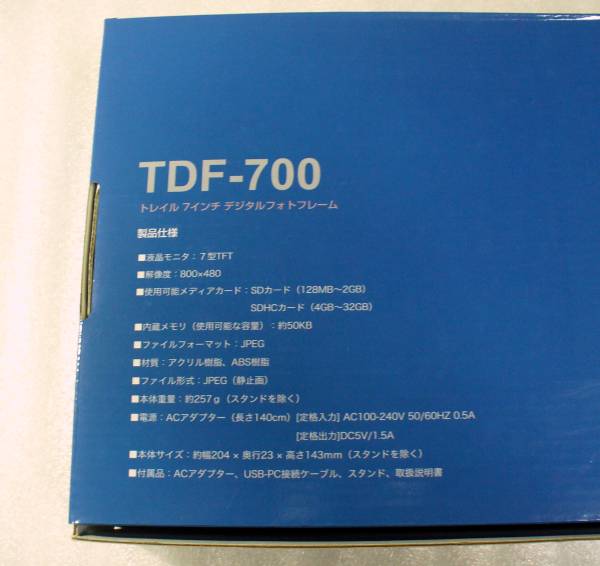 TDF-700
トレイル 7インチ デジタルフォトフレーム
製品仕様
■液晶モニタ：7型TFT
■解像度：800×480
■使用可能メディアカード：SDカード（128MB～2GB）
SDHCカード（4GB～32GB）
■内蔵メモリ（使用可能な容量）：約50KB
■ファイルフォーマット：JPEG
■材質：アクリル樹脂、ABS樹脂
■ファイル形式：JPEG（静止画）
■本体重量：約257g（スタンドを除く）
■電源：ACアダプター（長さ140cm）[定格入力] AC100-240V 50/60HZ 0.5A
[定格出力]DC5V/1.5A
■本体サイズ：約幅204 × 奥行23 × 高さ143mm（スタンドを除く）
■付属品：ACアダプター、USB-PC接続ケーブル、スタンド、取扱説明書